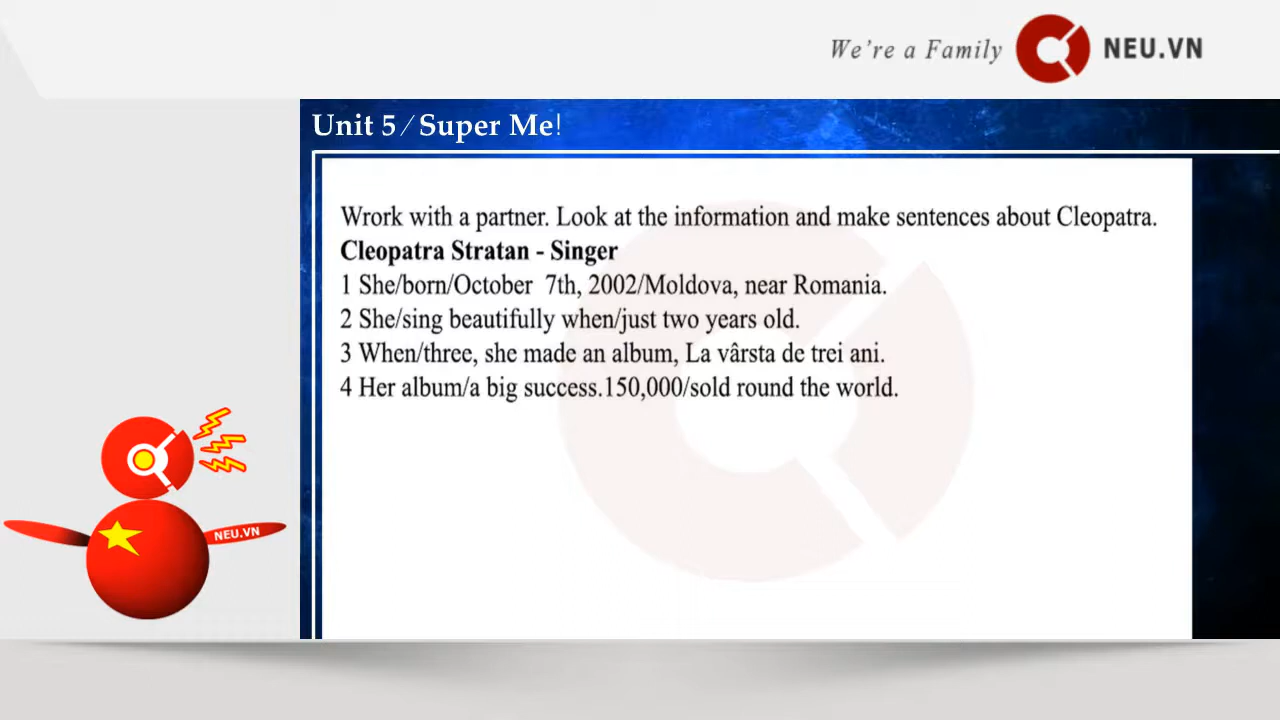 We're a Family NEU.VN
Unit 5 / Super Me!
Wrork with a partner. Look at the information and make sentences about Cleopatra.
Cleopatra Stratan - Singer
1 She/born/October 7th, 2002/Moldova, near Romania.
2 She/sing beautifully when/just two years old.
3 When/three, she made an album, La vârsta de trei ani.
4 Her album/a big success.150,000/sold round the world.
NEU.VN